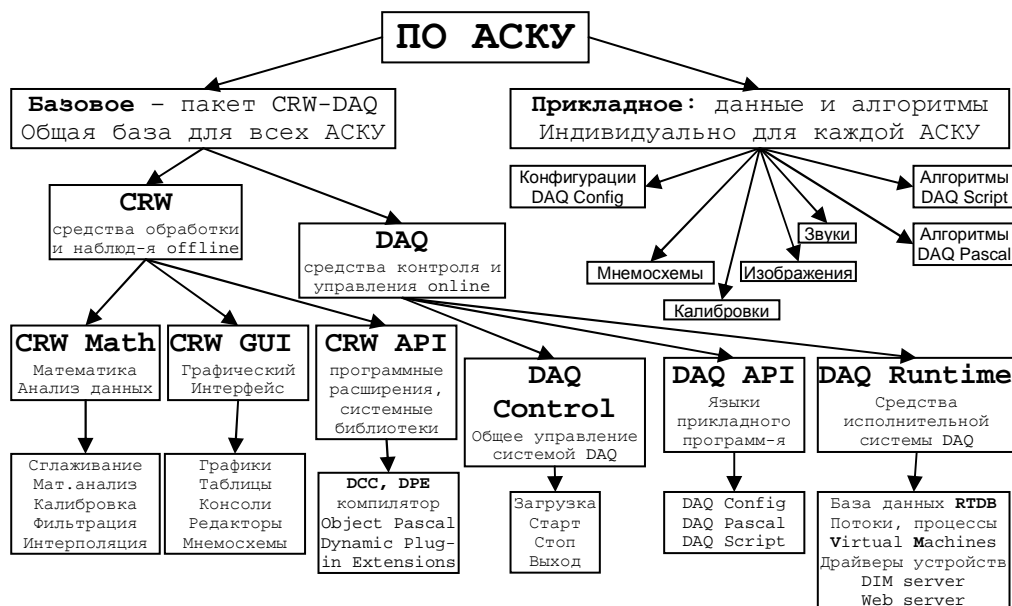 ПО АСКУ
Базовое – пакет CRW-DAQ
Общая база для всех АСКУ
Прикладное: данные и алгоритмы
Индивидуально для каждой АСКУ
Конфигурации
DAQ Config
Алгоритмы
DAQ Script
Звуки
Алгоритмы
DAQ Pascal
Мнемосхемы
Изображения
Калибровки
CRW
средства обработки
и наблюд-я offline
DAQ
средства контроля и
управления online
CRW Math
Математика
Анализ данных
CRW GUI
Графический
Интерфейс
CRW API
программные
расширения,
системные
библиотеки
DAQ
Control
Общее управление
системой DAQ
DAQ API
Языки
прикладного
программ-я
DAQ Runtime
Средства
исполнительной
системы DAQ
Сглаживание
Мат.анализ
Калибровка
Фильтрация
Интерполяция
Графики
Таблицы
Консоли
Редакторы
Мнемосхемы
DCC, DPE
компилятор
Object Pascal
Dynamic Plug-
in Extensions
Загрузка
Старт
Стоп
Выход
DAQ Config
DAQ Pascal
DAQ Script
База данных RTDB
Потоки, процессы
Virtual Machines
Драйверы устройств
DIM server
Web server